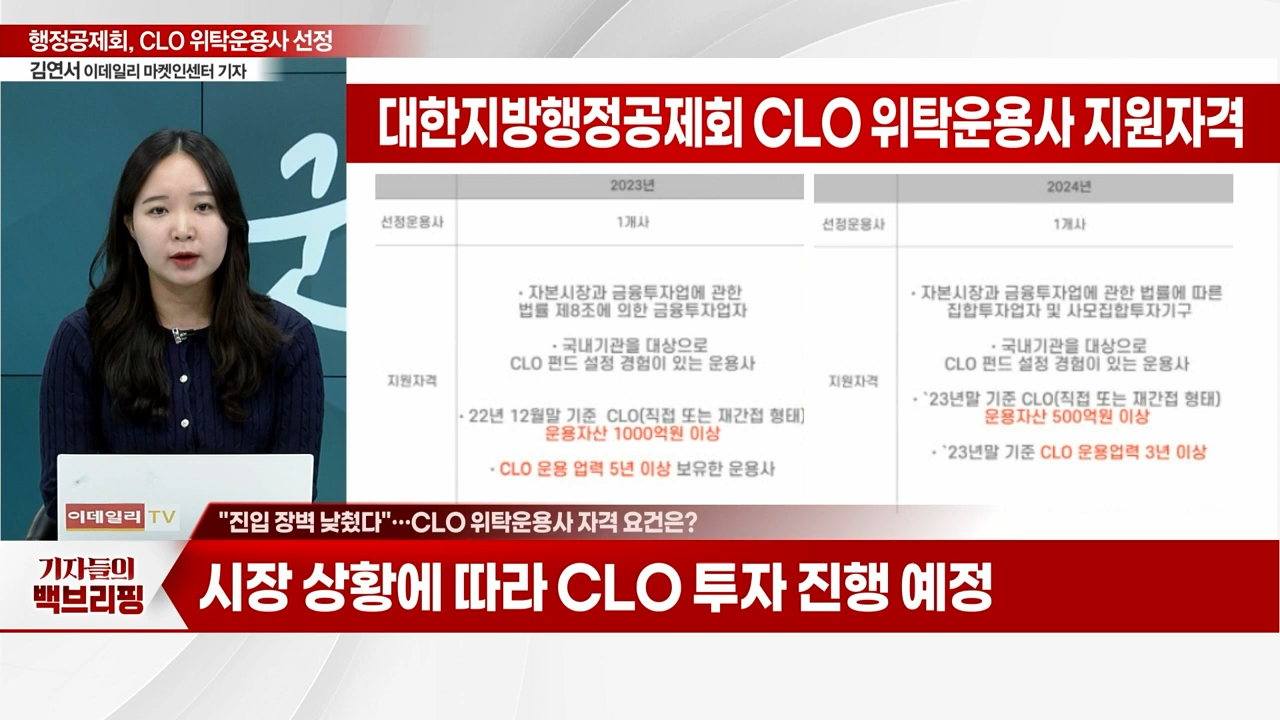 행정공제회, CLO 위탁운용사 선정
김연서 이데일리 마켓인센터 기자
대한지방행정공제회 CLO 위탁운용사 지원자격
2023년
선정운용사
1개사
지원자격
· 자본시장과 금융투자업에 관한
법률 제8조에 의한 금융투자업자
· 국내기관을 대상으로
CLO 펀드 설정 경험이 있는 운용사
· 22년 12월말 기준 CLO(직접 또는 재간접 형태)
운용자산 1000억원 이상
· CLO 운용 업력 5년 이상 보유한 운용사
2024년
선정운용사
1개사
지원자격
· 자본시장과 금융투자업에 관한 법률에 따른
집합투자업자 및 사모집합투자기구
· 국내기관을 대상으로
CLO 펀드 설정 경험이 있는 운용사
· `23년말 기준 CLO(직접 또는 재간접 형태)
운용자산 500억원 이상
· `23년말 기준 CLO 운용업력 3년 이상
이데일리 TV
"진입 장벽 낮췄다"…CLO 위탁운용사 자격 요건은?
기자들의
백브리핑
시장 상황에 따라 CLO 투자 진행 예정